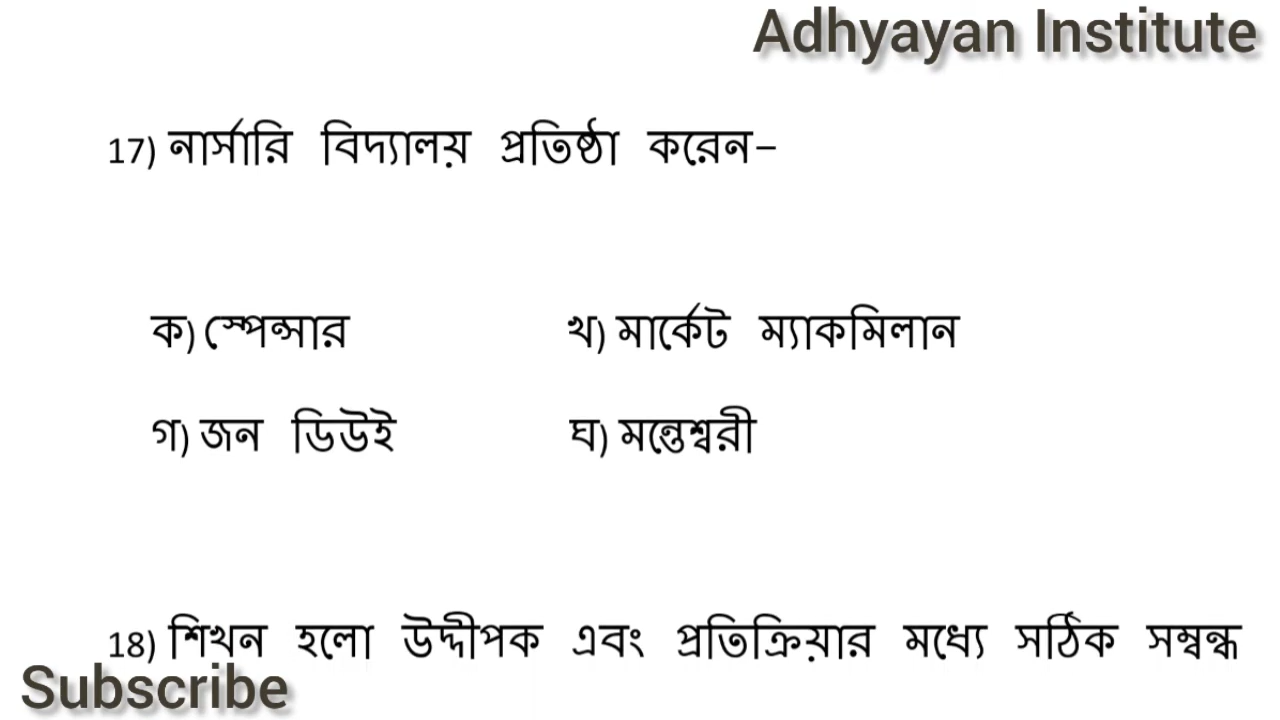 Adhyayan Institute
17) নার্সারি বিদ্যালয় প্রতিষ্ঠা করেন–
ক) স্পেন্সার খ) মার্কেট ম্যাকমিলান
গ) জন ডিউই ঘ) মন্তেশ্বরী
18) শিখন হলো উদ্দীপক এবং প্রতিক্রিয়ার মধ্যে সঠিক সম্বন্ধ
Subscribe